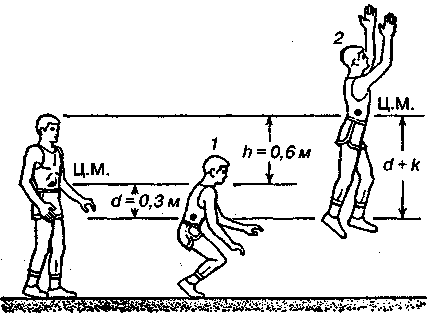 2
Ц.М.
1
h = 0,6 м
Ц.М.
d + k
d = 0,3 м